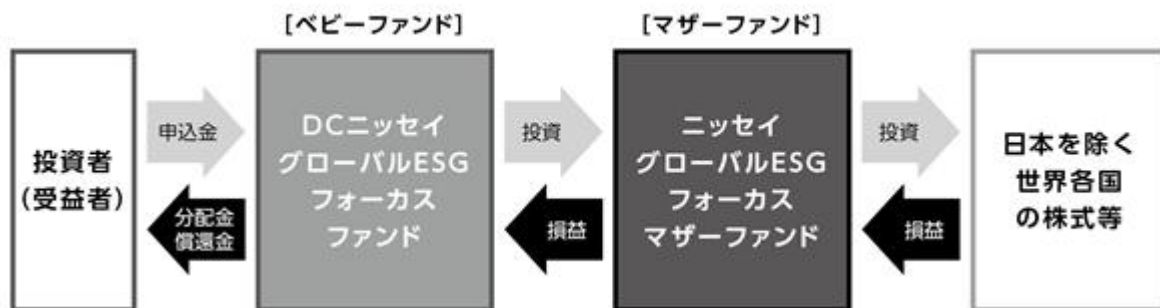 [ベビーファンド]
[マザーファンド]
投資者
(受益者)
申込金
分配金
償還金
DCニッセイ
グローバルESG
フォーカス
ファンド
投資
損益
ニッセイ
グローバルESG
フォーカス
マザーファンド
投資
損益
日本を除く
世界各国
の株式等